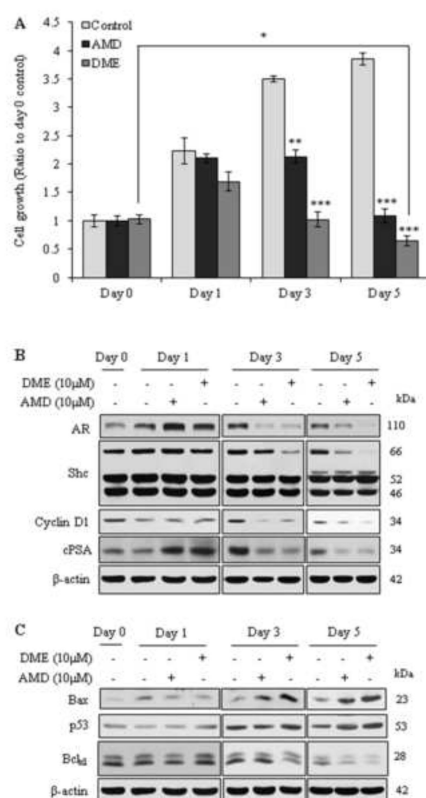 A
Control
AMD
DME
*
4.5
4
3.5
3
2.5
2
1.5
1
0.5
0
**
***
***
***
Cell growth (Ratio to day 0 control)
Day 0 Day 1 Day 3 Day 5
B
Day 0 Day 1 Day 3 Day 5
DME (10μM) - - - + - - + - - + kDa
AMD (10μM) - - + - - + - - + -
AR 110
Shc 66
52
46
Cyclin D1 34
cPSA 34
β-actin 42
C
Day 0 Day 1 Day 3 Day 5
DME (10μM) - - - + - - + - - + kDa
AMD (10μM) - - + - - + - - + -
Bax 23
p53 53
28
β-actin 42